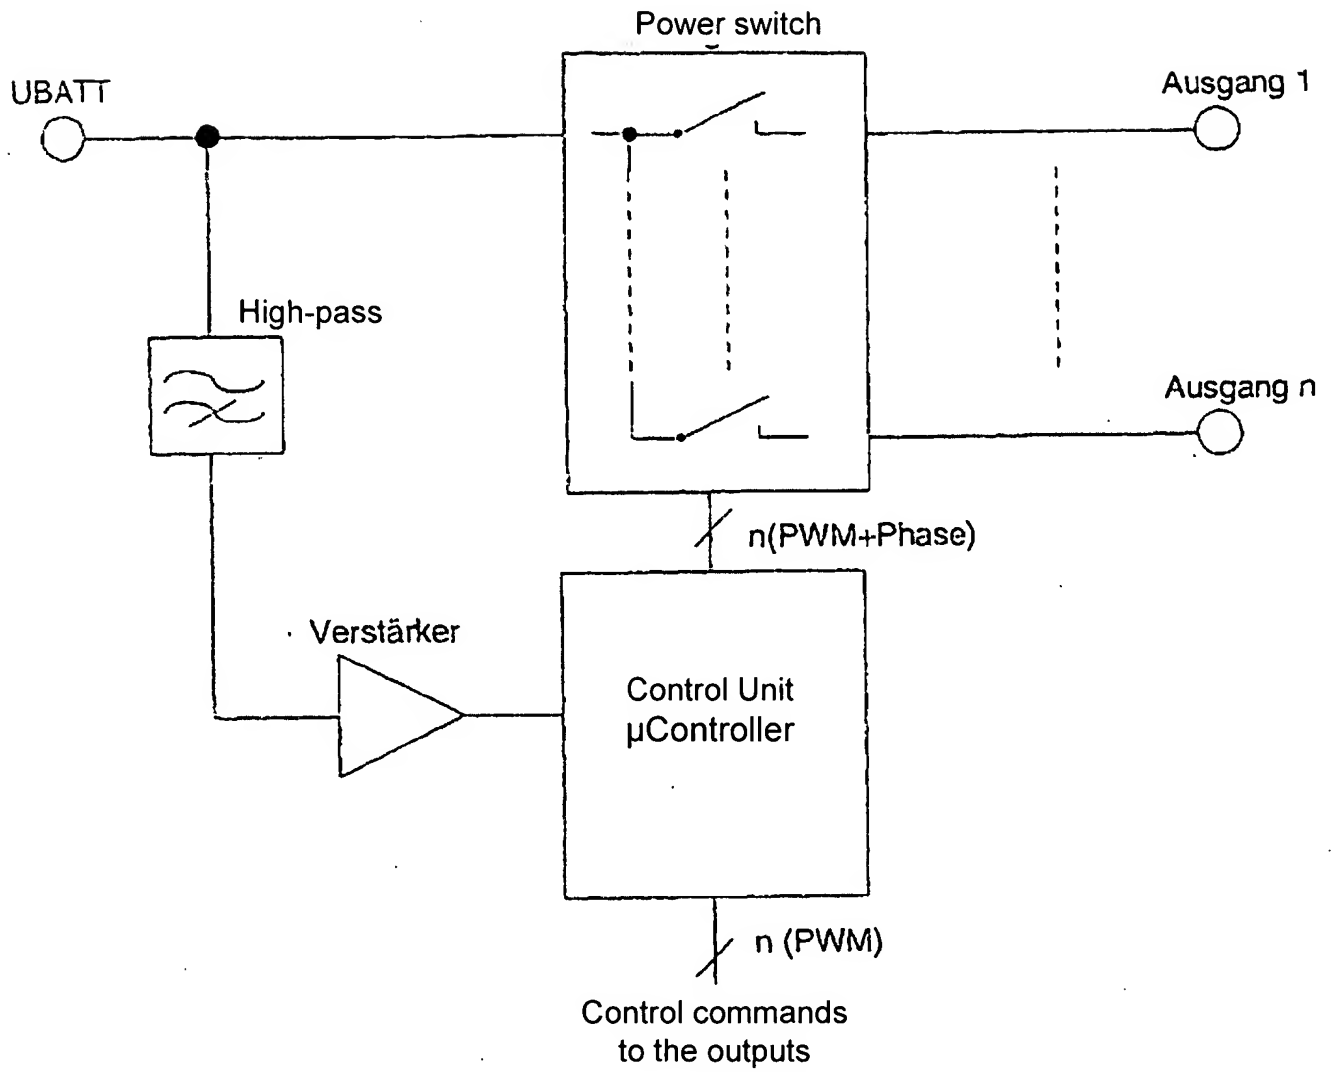 Power switch
UBATT
Ausgang 1
High-pass
Ausgang n
n(PWM+Phase)
Verstärker
Control Unit
µController
n (PWM)
Control commands
to the outputs